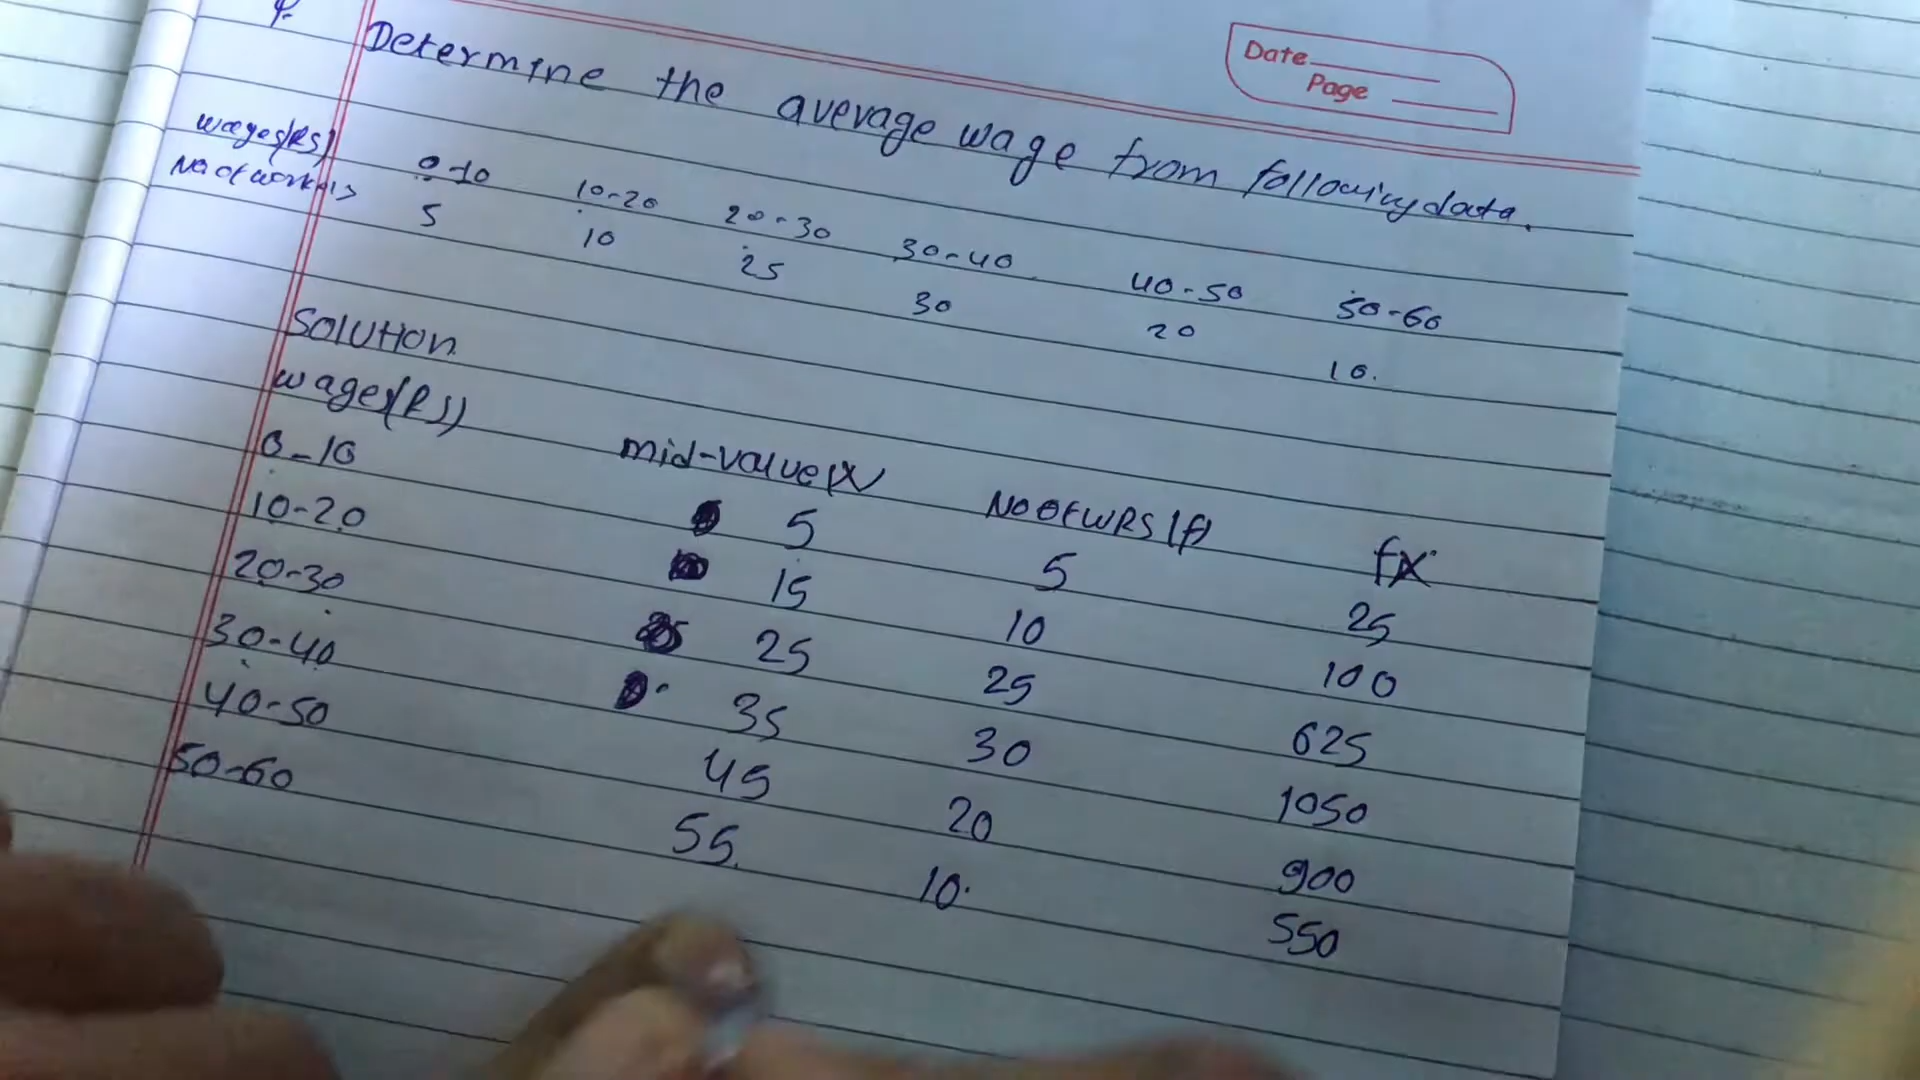 Date
Page
Determine the average wage from following data.
wages(RS) 0-10 10-20 20-30 30-40 40-50 50-60
No of workers 5 10 25 30 20 10.
Solution
wages(RS) mid-value(X) No of WRS (f) fX
0-10 5 5 25
10-20 15 10 100
20-30 25 25 625
30-40 35 30 1050
40-50 45 20 900
50-60 55. 10. 550